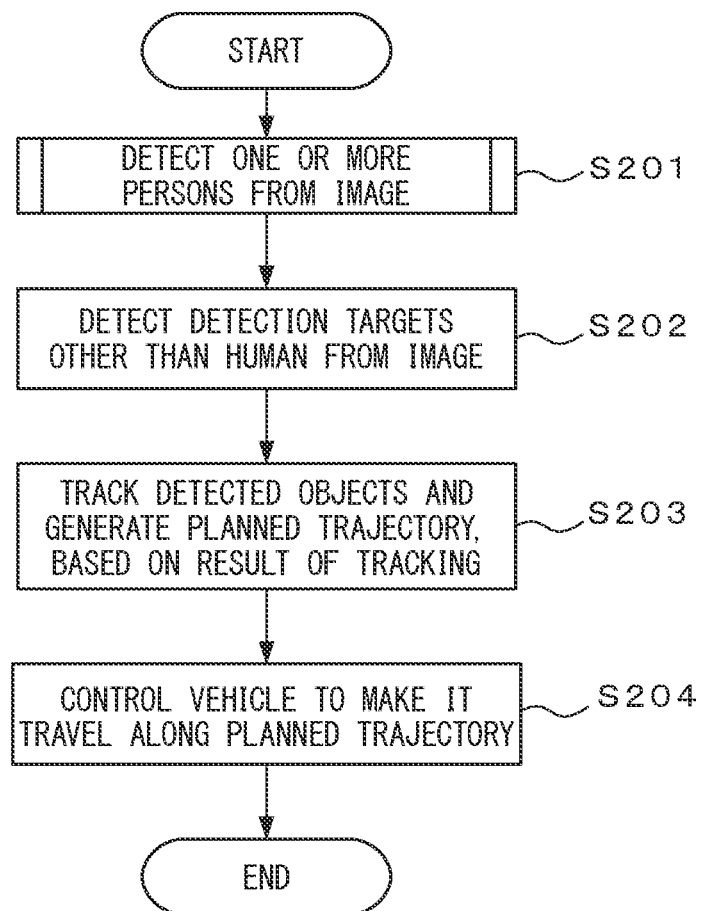 START
DETECT ONE OR MORE
PERSONS FROM IMAGE
S201
DETECT DETECTION TARGETS
OTHER THAN HUMAN FROM IMAGE
S202
TRACK DETECTED OBJECTS AND
GENERATE PLANNED TRAJECTORY,
BASED ON RESULT OF TRACKING
S203
CONTROL VEHICLE TO MAKE IT
TRAVEL ALONG PLANNED TRAJECTORY
S204
END